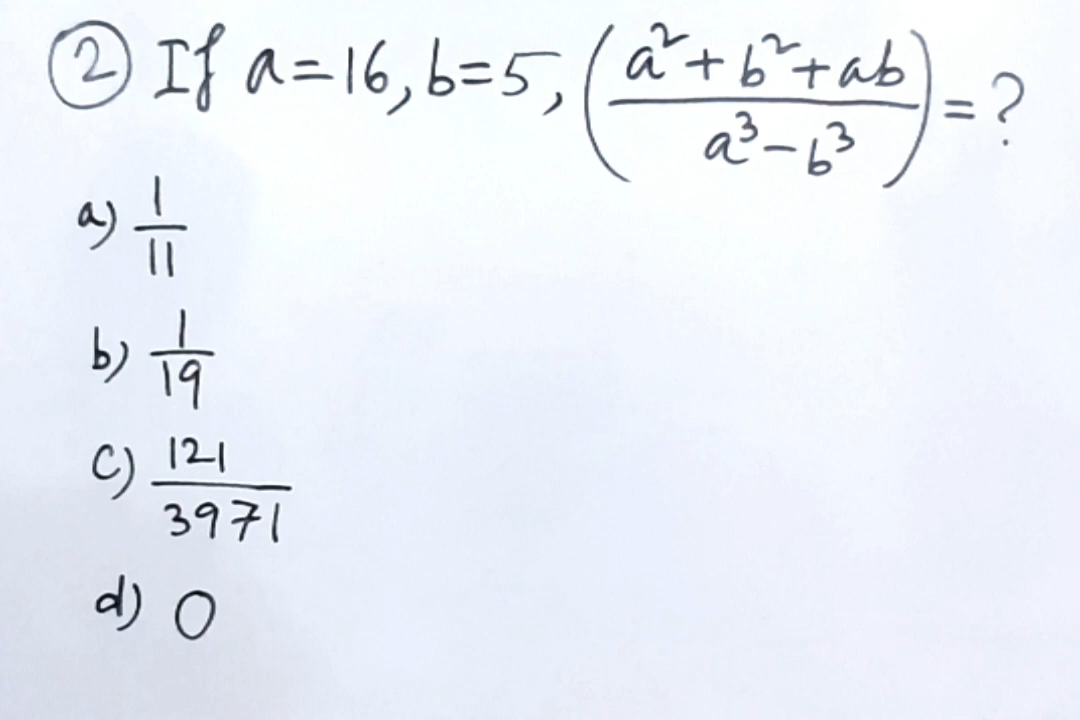 ② If a=16, b=5, (a²+b²+ab / a³-b³) = ?
a) 1/11
b) 1/19
c) 121/3971
d) 0